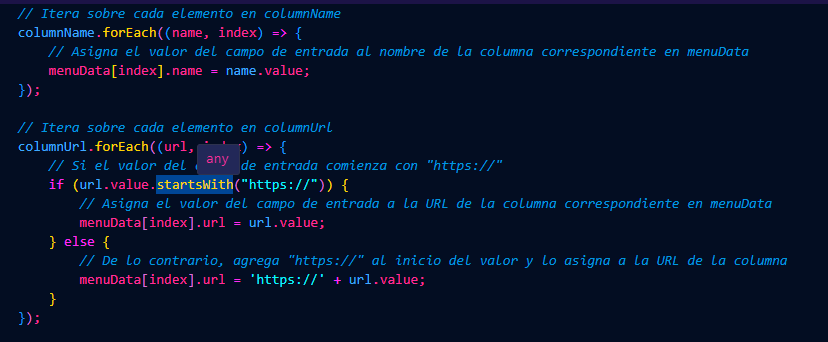 // Itera sobre cada elemento en columnName
columnName.forEach((name, index) => {
// Asigna el valor del campo de entrada al nombre de la columna correspondiente en menuData
menuData[index].name = name.value;
});
// Itera sobre cada elemento en columnUrl
columnUrl.forEach((url, => {
any
// Si el valor del de entrada comienza con "https://"
if (url.value.startsWith("https://")) {
// Asigna el valor del campo de entrada a la URL de la columna correspondiente en menuData
menuData[index].url = url.value;
} else {
// De lo contrario, agrega "https://" al inicio del valor y lo asigna a la URL de la columna
menuData[index].url = 'https://' + url.value;
}
});